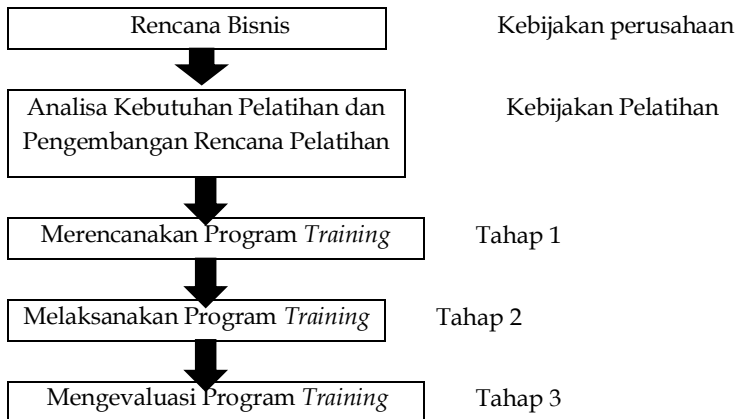 Rencana Bisnis Kebijakan perusahaan
Analisa Kebutuhan Pelatihan dan Kebijakan Pelatihan
Pengembangan Rencana Pelatihan
Merencanakan Program Training Tahap 1
Melaksanakan Program Training Tahap 2
Mengevaluasi Program Training Tahap 3